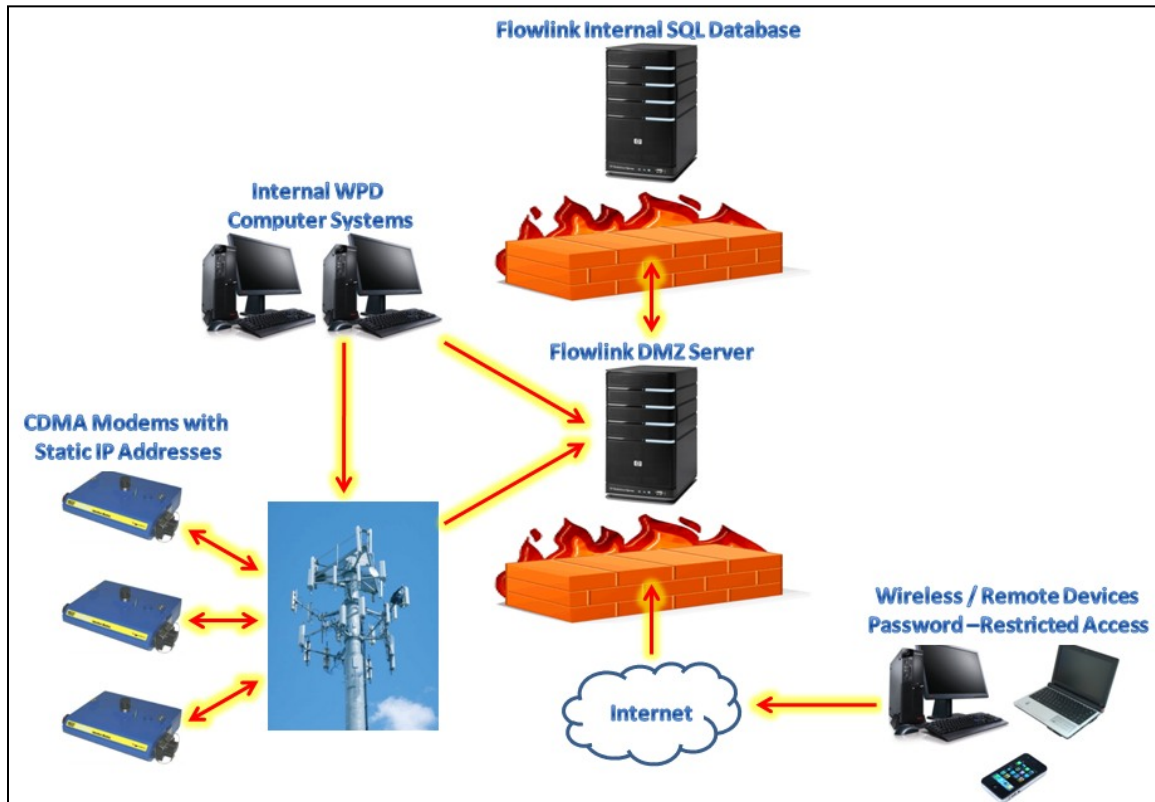 Flowlink Internal SQL Database
Internal WPD
Computer Systems
Flowlink DMZ Server
CDMA Modems with
Static IP Addresses
Wireless / Remote Devices
Password –Restricted Access
Internet